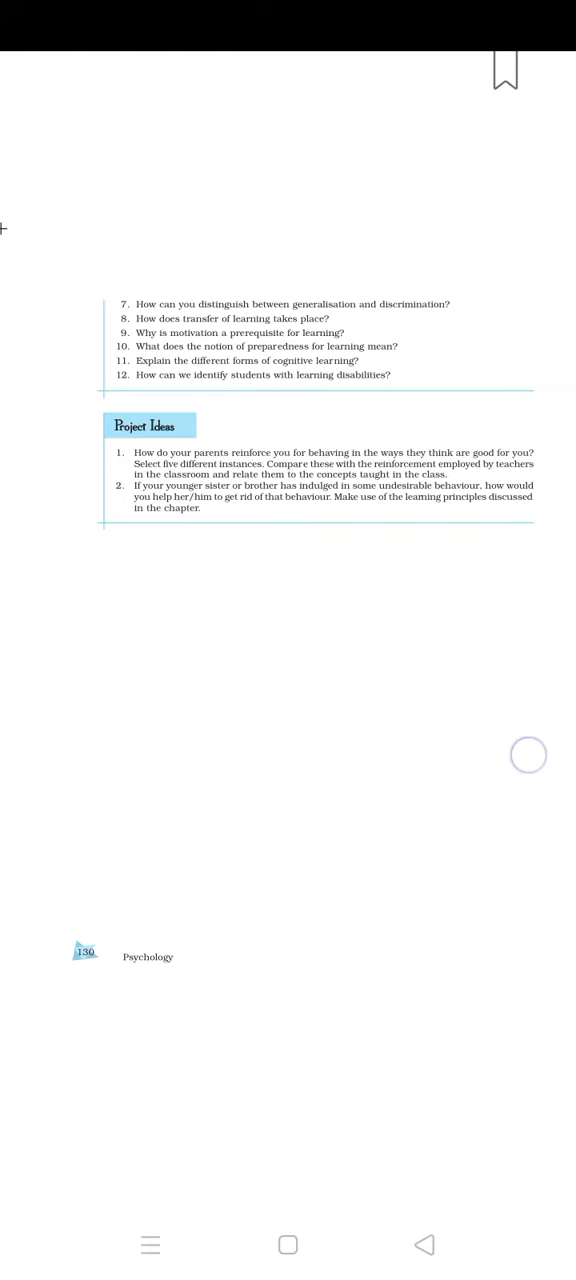 7. How can you distinguish between generalisation and discrimination?
8. How does transfer of learning takes place?
9. Why is motivation a prerequisite for learning?
10. What does the notion of preparedness for learning mean?
11. Explain the different forms of cognitive learning?
12. How can we identify students with learning disabilities?
Project Ideas
1. How do your parents reinforce you for behaving in the ways they think are good for you?
Select five different instances. Compare these with the reinforcement employed by teachers
in the classroom and relate them to the concepts taught in the class.
2. If your younger sister or brother has indulged in some undesirable behaviour, how would
you help her/him to get rid of that behaviour. Make use of the learning principles discussed
in the chapter.
130
Psychology